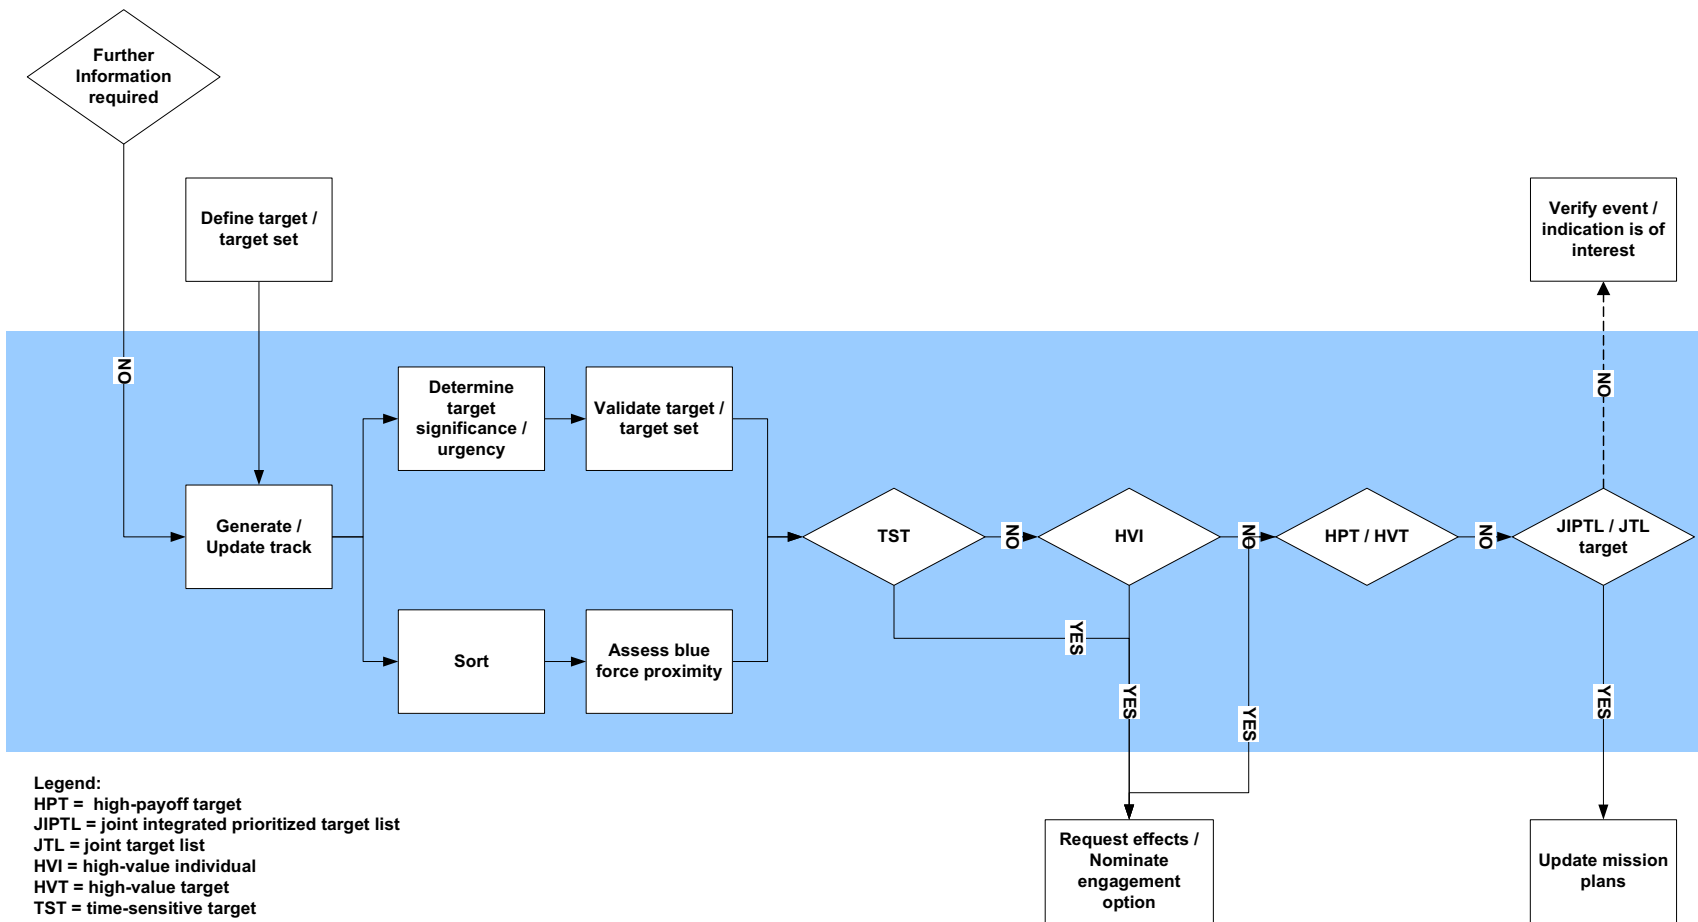 Further
Information
required
Define target /
target set
Verify event /
indication is of
interest
NO
NO
Determine
target
significance /
urgency
Validate target /
target set
Generate /
Update track
TST
NO
HVI
NO
HPT / HVT
NO
JIPTL / JTL
target
Sort
Assess blue
force proximity
YES
YES
YES
YES
Legend:
HPT =  high-payoff target
JIPTL = joint integrated prioritized target list
JTL = joint target list
HVI = high-value individual
HVT = high-value target
TST = time-sensitive target
Request effects /
Nominate
engagement
option
Update mission
plans